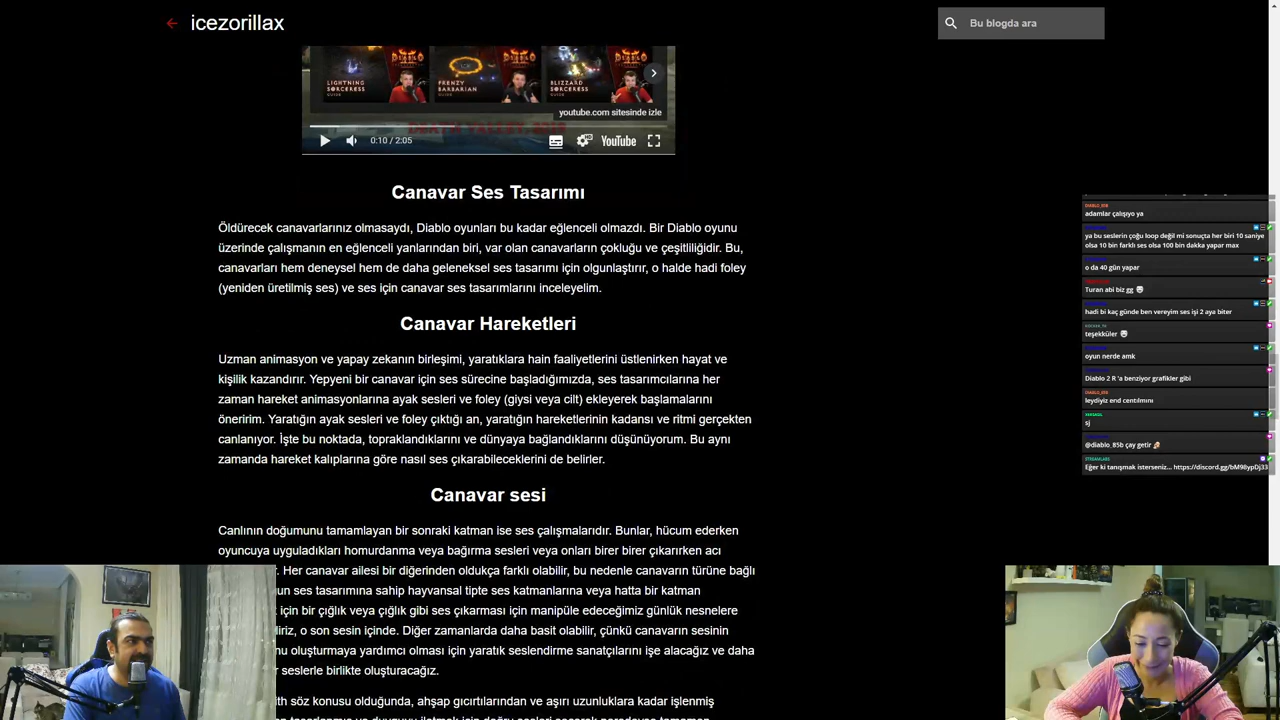 icezorillax
Bu blogda ara
LIGHTNING
SORCERESS
GUIDE
FRENZY
BARBARIAN
GUIDE
BLIZZARD
SORCERESS
GUIDE
youtube.com sitesinde izle
0:10 / 2:05
YouTube
Canavar Ses Tasarımı
Öldürecek canavarlarınız olmasaydı, Diablo oyunları bu kadar eğlenceli olmazdı. Bir Diablo oyunu
üzerinde çalışmanın en eğlenceli yanlarından biri, var olan canavarların çokluğu ve çeşitliliğidir. Bu,
canavarları hem deneysel hem de daha geleneksel ses tasarımı için olgunlaştırır, o halde hadi foley
(yeniden üretilmiş ses) ve ses için canavar ses tasarımlarını inceleyelim.
Canavar Hareketleri
Uzman animasyon ve yapay zekanın birleşimi, yaratıklara hain faaliyetlerini üstlenirken hayat ve
kişilik kazandırır. Yepyeni bir canavar için ses sürecine başladığımızda, ses tasarımcılarına her
zaman hareket animasyonlarına ayak sesleri ve foley (giysi veya cilt) ekleyerek başlamalarını
öneririm. Yaratığın ayak sesleri ve foley çıktığı an, yaratığın hareketlerinin kadansı ve ritmi gerçekten
canlanıyor. İşte bu noktada, topraklandıklarını ve dünyaya bağlandıklarını düşünüyorum. Bu aynı
zamanda hareket kalıplarına göre nasıl ses çıkarabileceklerini de belirler.
Canavar sesi
Canlının doğumunu tamamlayan bir sonraki katman ise ses çalışmalarıdır. Bunlar, hücum ederken
oyuncuya uyguladıkları homurdanma veya bağırma sesleri veya onları birer birer çıkarırken acı
Her canavar ailesi bir diğerinden oldukça farklı olabilir, bu nedenle canavarın türüne bağlı
un ses tasarımına sahip hayvansal tipte ses katmanlarına veya hatta bir katman
için bir çığlık veya çığlık gibi ses çıkarması için manipüle edeceğimiz günlük nesnelere
diriz, o son sesin içinde. Diğer zamanlarda daha basit olabilir, çünkü canavarın sesinin
nu oluşturmaya yardımcı olması için yaratık seslendirme sanatçılarını işe alacağız ve daha
seslerle birlikte oluşturacağız.
th söz konusu olduğunda, ahşap gıcırtılarından ve aşırı uzunluklara kadar işlenmiş
DIABLO_85B
adamlar çalışıyo ya
ya bu seslerin çoğu loop değil mi sonuçta her biri 10 saniye
olsa 10 bin farklı ses olsa 100 bin dakka yapar max
o da 40 gün yapar
Turan abi biz gg
hadi bi kaç günde ben vereyim ses işi 2 aya biter
teşekküler
oyun nerde amk
Diablo 2 R 'a benziyor grafikler gibi
leydiyiz end centılmını
sj
@diablo_85b çay getir
STREAMLABS
Eğer ki tanışmak isterseniz... https://discord.gg/bM98ypDj33